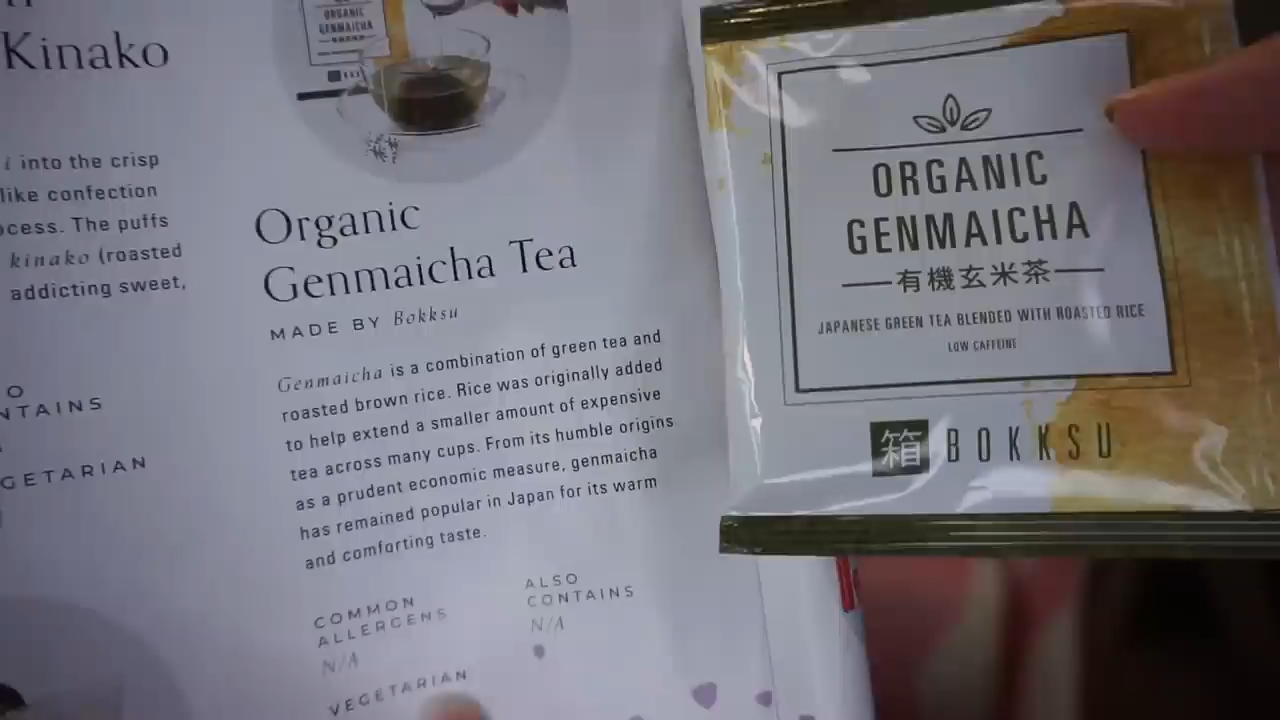 Kinako
i into the crisp
like confection
ocess. The puffs
kinako (roasted
addicting sweet,
O
NTAINS
GETARIAN
ORGANIC
GENMAICHA
Organic
Genmaicha Tea
MADE BY Bokksu
Genmaicha is a combination of green tea and
roasted brown rice. Rice was originally added
to help extend a smaller amount of expensive
tea across many cups. From its humble origins
as a prudent economic measure, genmaicha
has remained popular in Japan for its warm
and comforting taste.
COMMON
ALLERGENS
N/A
ALSO
CONTAINS
N/A
VEGETARIAN
ORGANIC
GENMAICHA
有機玄米茶
JAPANESE GREEN TEA BLENDED WITH ROASTED RICE
LOW CAFFEINE
箱 BOKKSU